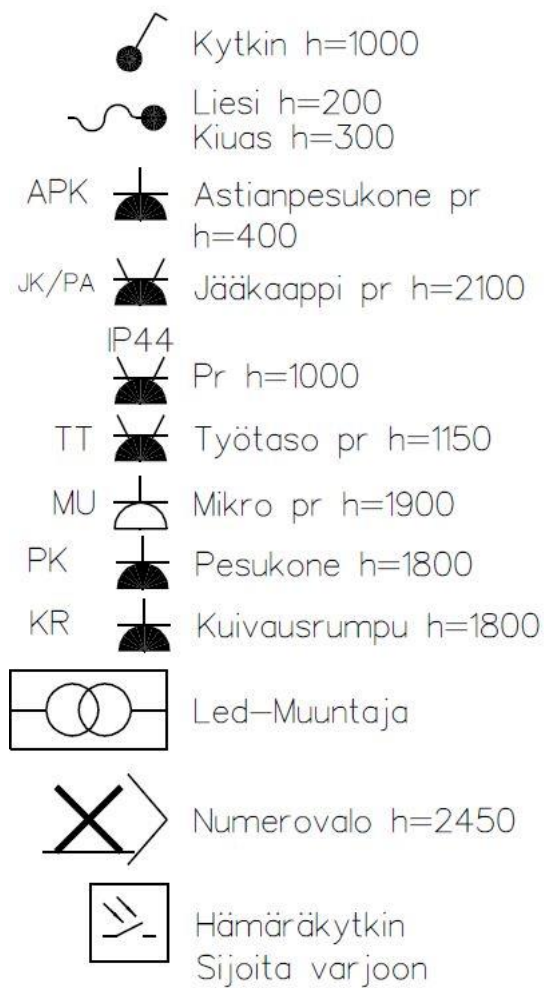 Kytkin h=1000
Liesi h=200
Kiuas h=300
APK Astianpesukone pr
h=400
JK/PA Jääkaappi pr h=2100
IP44
Pr h=1000
TT Työtaso pr h=1150
MU Mikro pr h=1900
PK Pesukone h=1800
KR Kuivausrumpu h=1800
Led-Muuntaja
Numerovalo h=2450
Hämäräkytkin
Sijoita varjoon